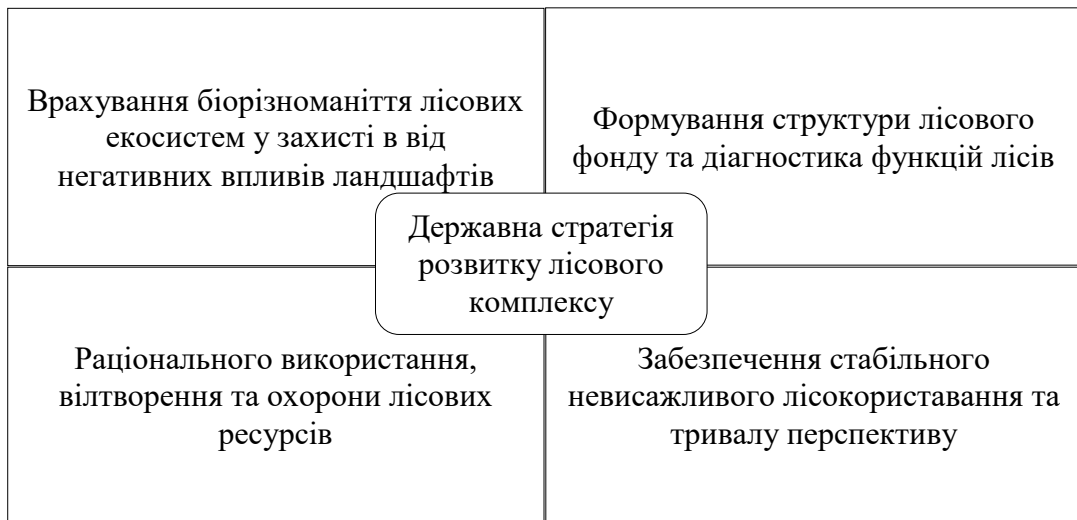 Врахування біорізноманіття лісових
екосистем у захисті в від
негативних впливів ландшафтів
Формування структури лісового
фонду та діагностика функцій лісів
Державна стратегія
розвитку лісового
комплексу
Раціонального використання,
вілтворення та охорони лісових
ресурсів
Забезпечення стабільного
невисажливого лісокориставання та
тривалу перспективу